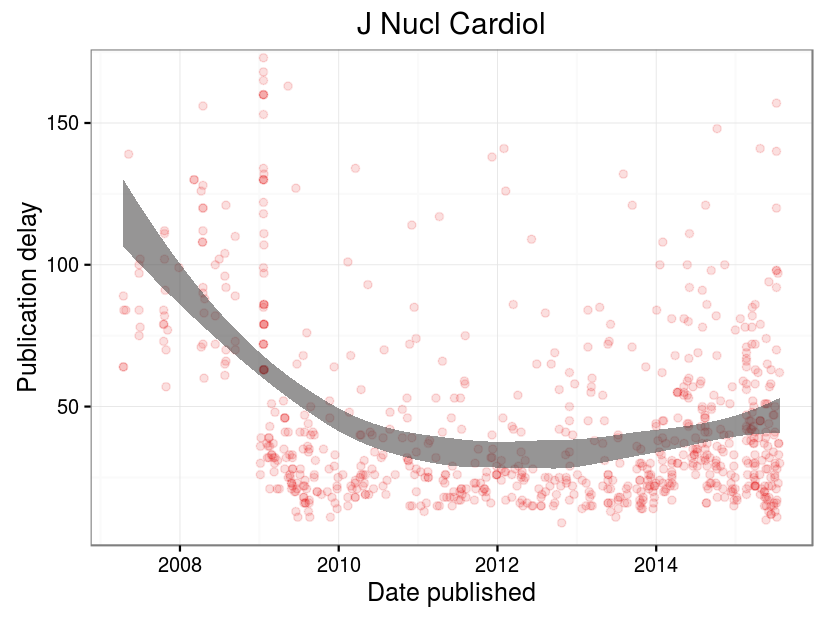 J Nucl Cardiol
Publication delay
150
100
50
2008 2010 2012 2014
Date published